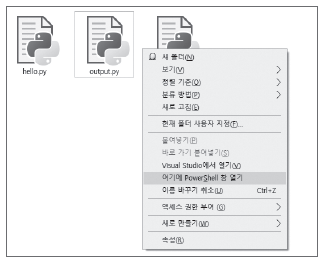 hello.py
output.py
새 폴더(N)
보기(V)
정렬 기준(O)
분류 방법(P)
새로 고침(E)
현재 폴더 사용자 지정(F)...
붙여넣기(P)
바로 가기 붙여넣기(S)
Visual Studio에서 열기(V)
여기에 PowerShell 창 열기
이름 바꾸기 취소(U) Ctrl+Z
액세스 권한 부여(G)
새로 만들기(W)
속성(R)